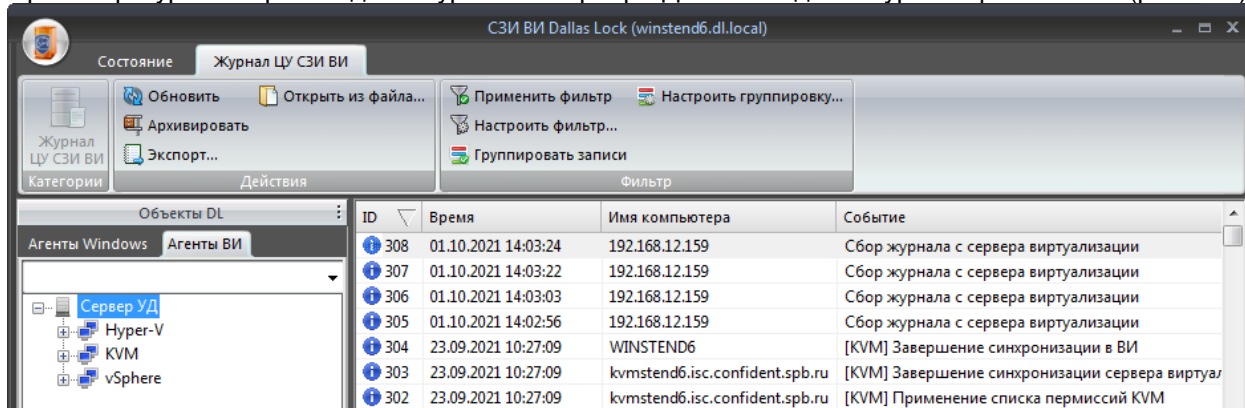 СЗИ ВИ Dallas Lock (winstend6.dl.local)
Состояние Журнал ЦУ СЗИ ВИ
Обновить Открыть из файла... Применить фильтр Настроить группировку...
Архивировать Настроить фильтр...
Журнал
ЦУ СЗИ ВИ
Экспорт... Группировать записи
Категории Действия Фильтр
Объекты DL
Агенты Windows Агенты ВИ
Сервер УД
Hyper-V
KVM
vSphere
ID Время Имя компьютера Событие
308 01.10.2021 14:03:24 192.168.12.159 Сбор журнала с сервера виртуализации
307 01.10.2021 14:03:22 192.168.12.159 Сбор журнала с сервера виртуализации
306 01.10.2021 14:03:03 192.168.12.159 Сбор журнала с сервера виртуализации
305 01.10.2021 14:02:56 192.168.12.159 Сбор журнала с сервера виртуализации
304 23.09.2021 10:27:09 WINSTEND6 [KVM] Завершение синхронизации в ВИ
303 23.09.2021 10:27:09 kvmstend6.isc.confident.spb.ru [KVM] Завершение синхронизации сервера виртуал
302 23.09.2021 10:27:09 kvmstend6.isc.confident.spb.ru [KVM] Применение списка пермиссий KVM